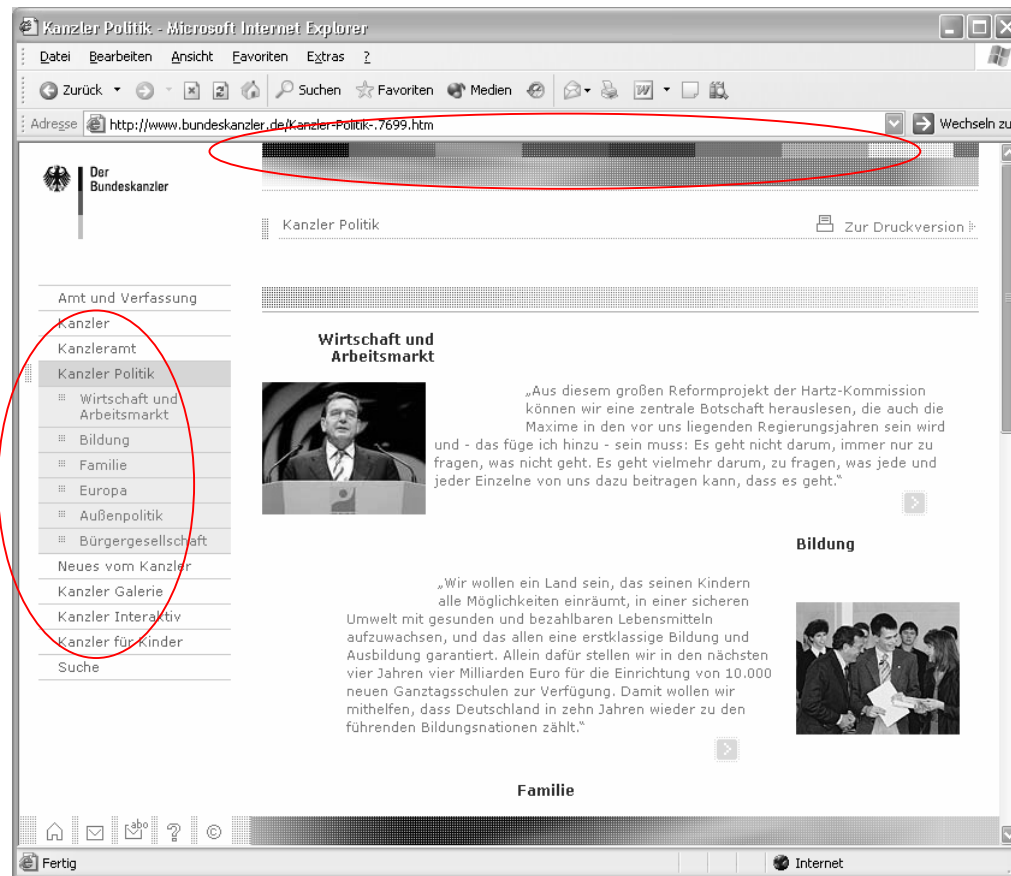 Kanzler Politik - Microsoft Internet Explorer
Datei Bearbeiten Ansicht Favoriten Extras ?
Zurück Suchen Favoriten Medien
Adresse http://www.bundeskanzler.de/Kanzler-Politik-.7699.htm Wechseln zu
Der
Bundeskanzler
Kanzler Politik Zur Druckversion
Amt und Verfassung
Kanzler
Kanzleramt
Kanzler Politik
Wirtschaft und
Arbeitsmarkt
Bildung
Familie
Europa
Außenpolitik
Bürgergesellschaft
Neues vom Kanzler
Kanzler Galerie
Kanzler Interaktiv
Kanzler für Kinder
Suche
Wirtschaft und
Arbeitsmarkt
„Aus diesem großen Reformprojekt der Hartz-Kommission
können wir eine zentrale Botschaft herauslesen, die auch die
Maxime in den vor uns liegenden Regierungsjahren sein wird
und - das füge ich hinzu - sein muss: Es geht nicht darum, immer nur zu
fragen, was nicht geht. Es geht vielmehr darum, zu fragen, was jede und
jeder Einzelne von uns dazu beitragen kann, dass es geht.“
Bildung
„Wir wollen ein Land sein, das seinen Kindern
alle Möglichkeiten einräumt, in einer sicheren
Umwelt mit gesunden und bezahlbaren Lebensmitteln
aufzuwachsen, und das allen eine erstklassige Bildung und
Ausbildung garantiert. Allein dafür stellen wir in den nächsten
vier Jahren vier Milliarden Euro für die Einrichtung von 10.000
neuen Ganztagsschulen zur Verfügung. Damit wollen wir
mithelfen, dass Deutschland in zehn Jahren wieder zu den
führenden Bildungsnationen zählt.“
Familie
abo ? ©
Fertig Internet